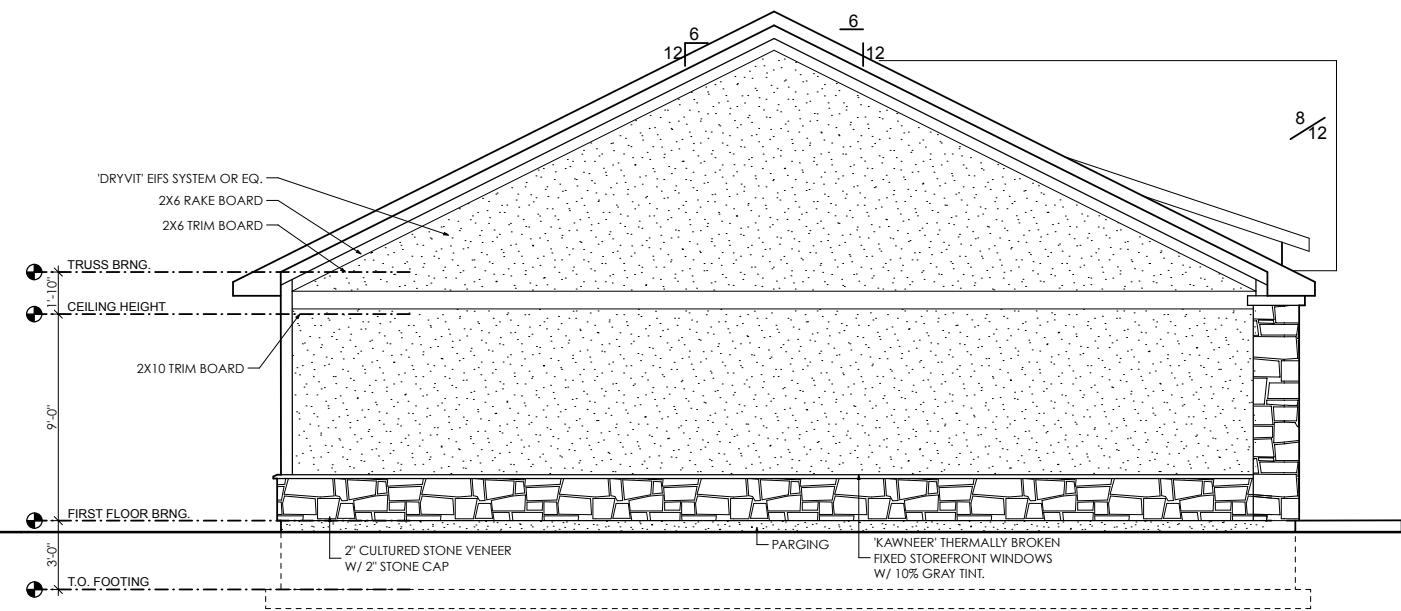 6
12
6
12
8
12
'DRYVIT' EIFS SYSTEM OR EQ.
2X6 RAKE BOARD
2X6 TRIM BOARD
TRUSS BRNG.
1'-10"
CEILING HEIGHT
2X10 TRIM BOARD
9'-0"
FIRST FLOOR BRNG.
2" CULTURED STONE VENEER
W/ 2" STONE CAP
PARGING
'KAWNEER' THERMALLY BROKEN
FIXED STOREFRONT WINDOWS
W/ 10% GRAY TINT.
3'-0"
T.O. FOOTING